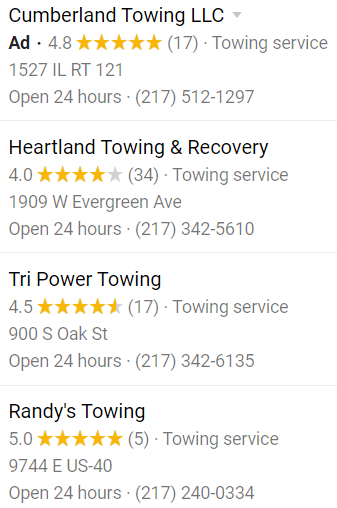 Cumberland Towing LLC
Ad · 4.8 (17) · Towing service
1527 IL RT 121
Open 24 hours · (217) 512-1297
Heartland Towing & Recovery
4.0 (34) · Towing service
1909 W Evergreen Ave
Open 24 hours · (217) 342-5610
Tri Power Towing
4.5 (17) · Towing service
900 S Oak St
Open 24 hours · (217) 342-6135
Randy's Towing
5.0 (5) · Towing service
9744 E US-40
Open 24 hours · (217) 240-0334